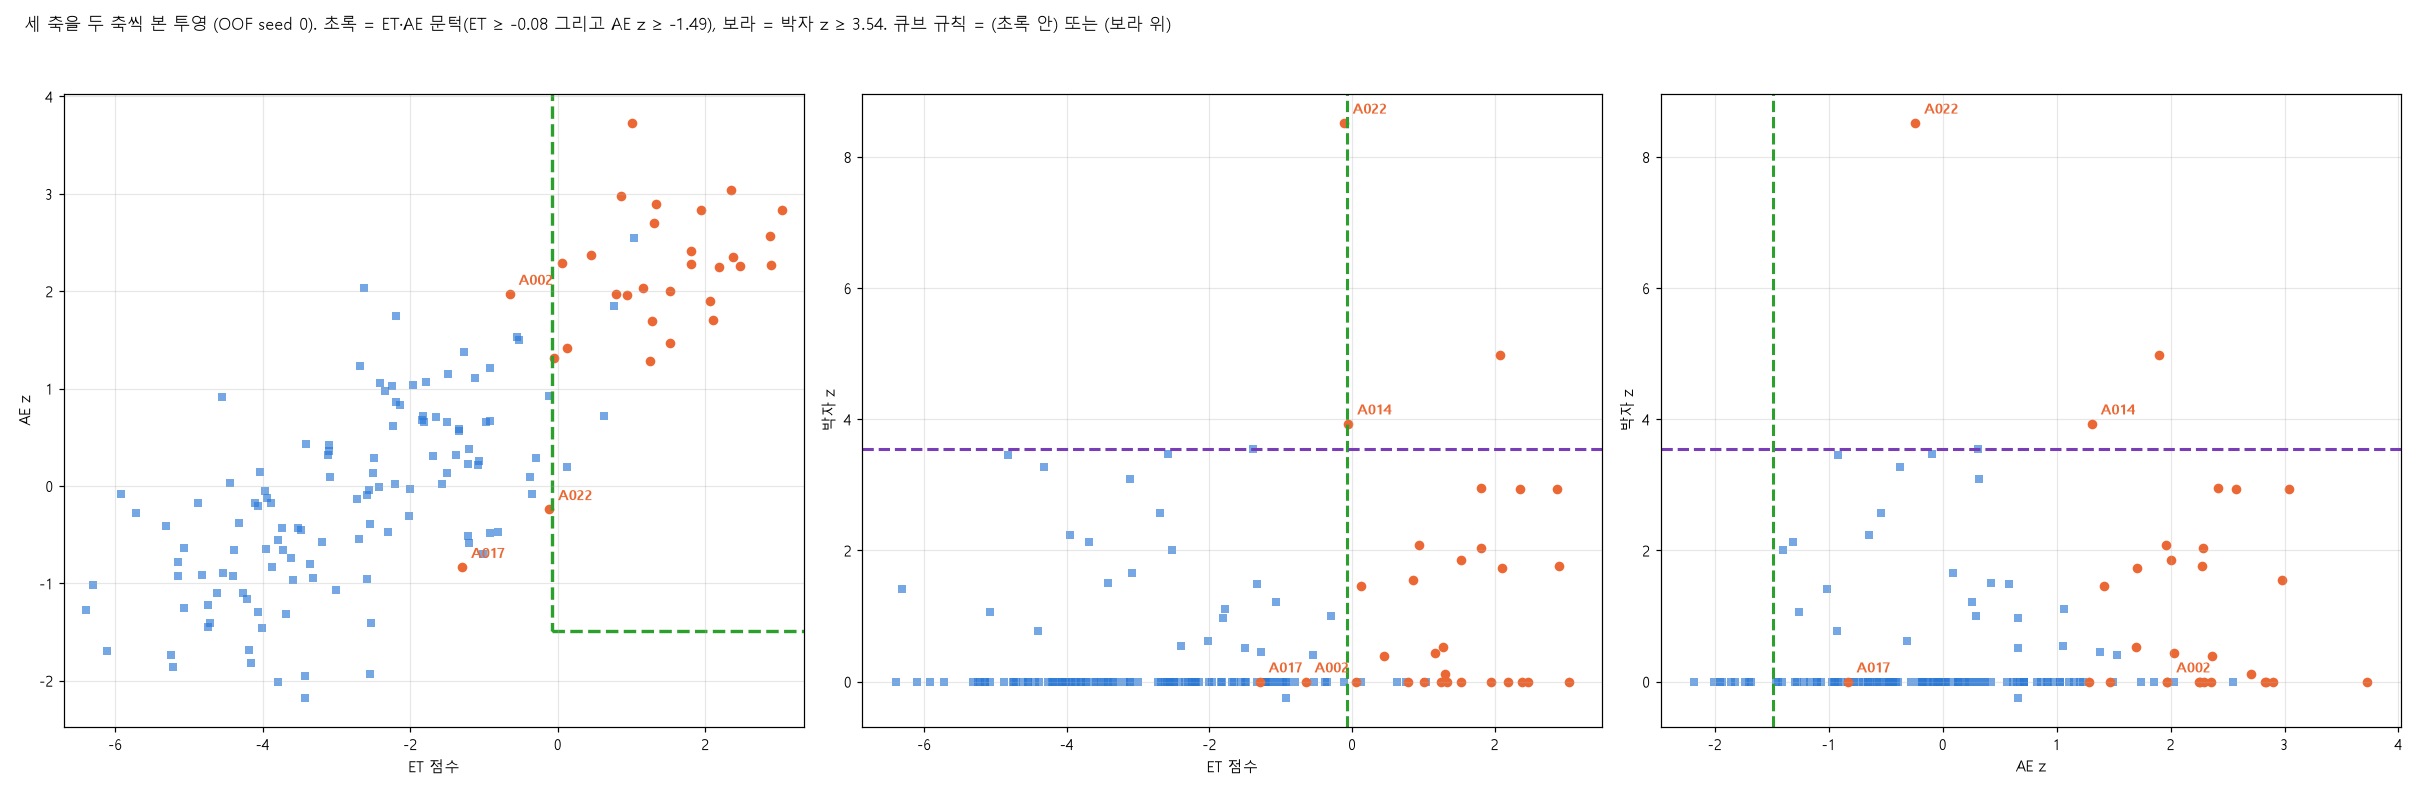 세 축을 두 축씩 본 투영 (OOF seed 0). 초록 = ET·AE 문턱(ET ≥ -0.08 그리고 AE z ≥ -1.49), 보라 = 박자 z ≥ 3.54. 큐브 규칙 = (초록 안) 또는 (보라 위)
4
3
2
1
0
-1
-2
AE z
A002
A022
A017
-6
-4
-2
0
2
ET 점수
8
6
4
2
0
박자 z
A022
A014
A017
A002
-6
-4
-2
0
2
ET 점수
8
6
4
2
0
박자 z
A022
A014
A017
A002
-2
-1
0
1
2
3
4
AE z